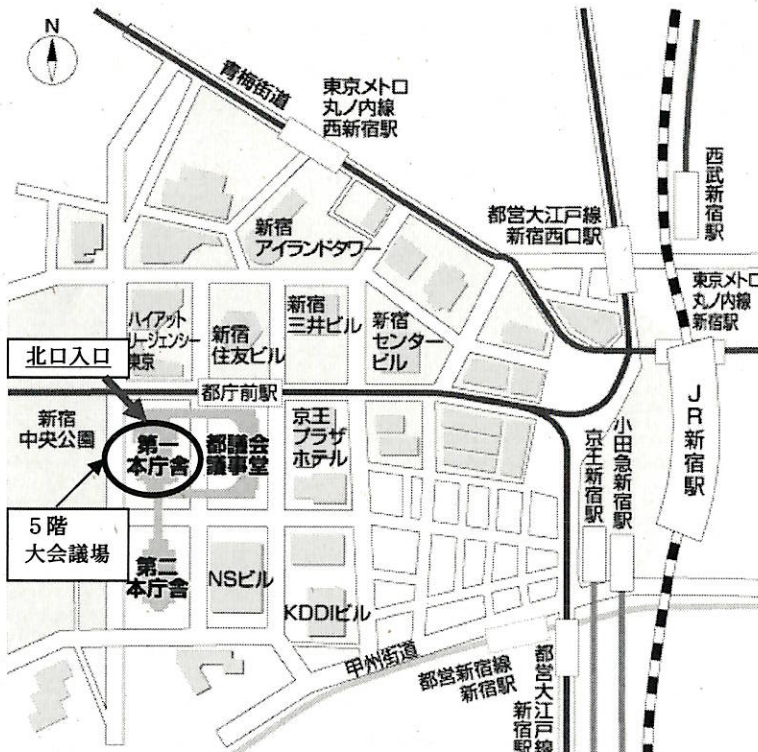 N
青梅街道
東京メトロ
丸ノ内線
西新宿駅
西武新宿駅
都営大江戸線
新宿西口駅
新宿
アイランドタワー
東京メトロ
丸ノ内線
新宿駅
ハイアット
リージェンシー
東京
新宿
住友ビル
新宿
三井ビル
新宿
センター
ビル
北口入口
都庁前駅
JR新宿駅
新宿
中央公園
第一
本庁舎
都議会
議事堂
京王
プラザ
ホテル
小田急新宿駅
京王新宿駅
5階
大会議場
第二
本庁舎
NSビル
KDDIビル
甲州街道
都営新宿線
新宿駅
都営大江戸線
新宿駅